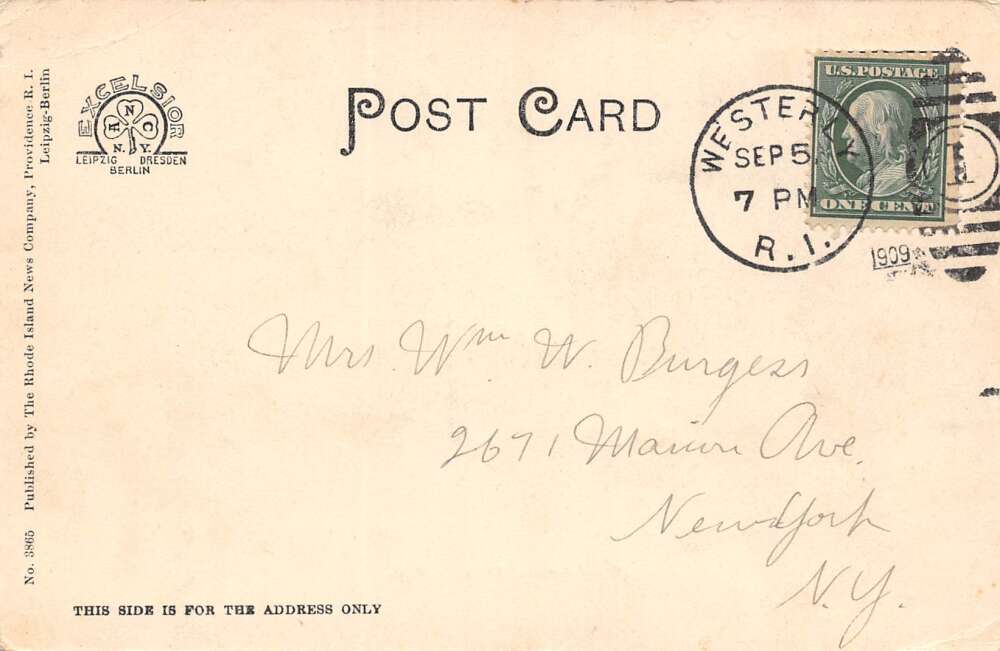 No. 3865 Published by The Rhode Island News Company, Providence R. I.
Leipzig-Berlin
EXCELSIOR
A N C
N.Y.
LEIPZIG DRESDEN
BERLIN
POST CARD
WESTERLY
SEP 5
7 PM
R.I.
1909
1
U.S. POSTAGE
ONE CENT
Mrs. Wm. W. Burgess
2671 Marion Ave.
New York
N.Y.
THIS SIDE IS FOR THE ADDRESS ONLY